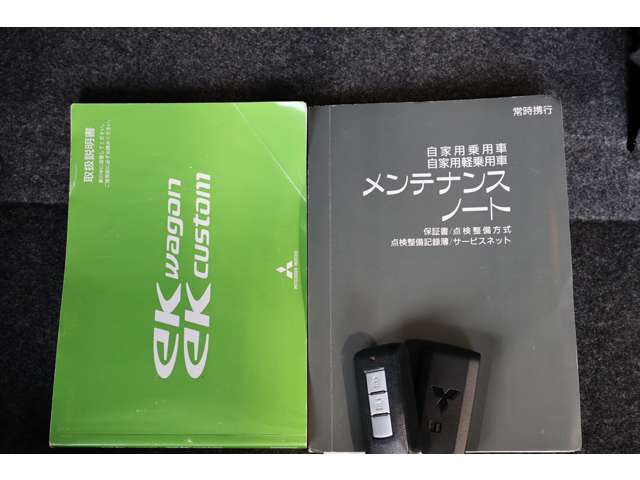 取扱説明書
eK wagon
eK custom
MITSUBISHI MOTORS
常時携行
自家用乗用車
自家用軽乗用車
メンテナンス
ノート
保証書/点検整備方式
点検整備記録簿/サービスネット